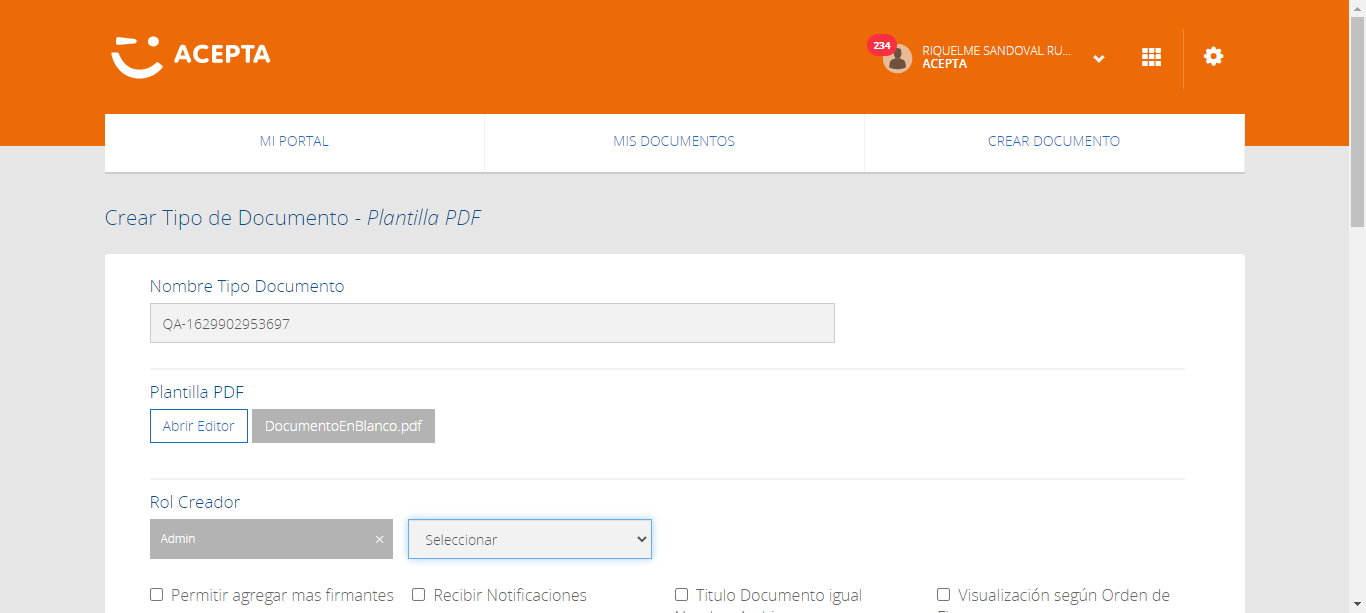 ACEPTA
234
RIQUELME SANDOVAL RU...
ACEPTA
MI PORTAL
MIS DOCUMENTOS
CREAR DOCUMENTO
Crear Tipo de Documento - Plantilla PDF
Nombre Tipo Documento
QA-1629902953697
Plantilla PDF
Abrir Editor
DocumentoEnBlanco.pdf
Rol Creador
Admin ×
Seleccionar
Permitir agregar mas firmantes
Recibir Notificaciones
Titulo Documento igual
Visualización según Orden de